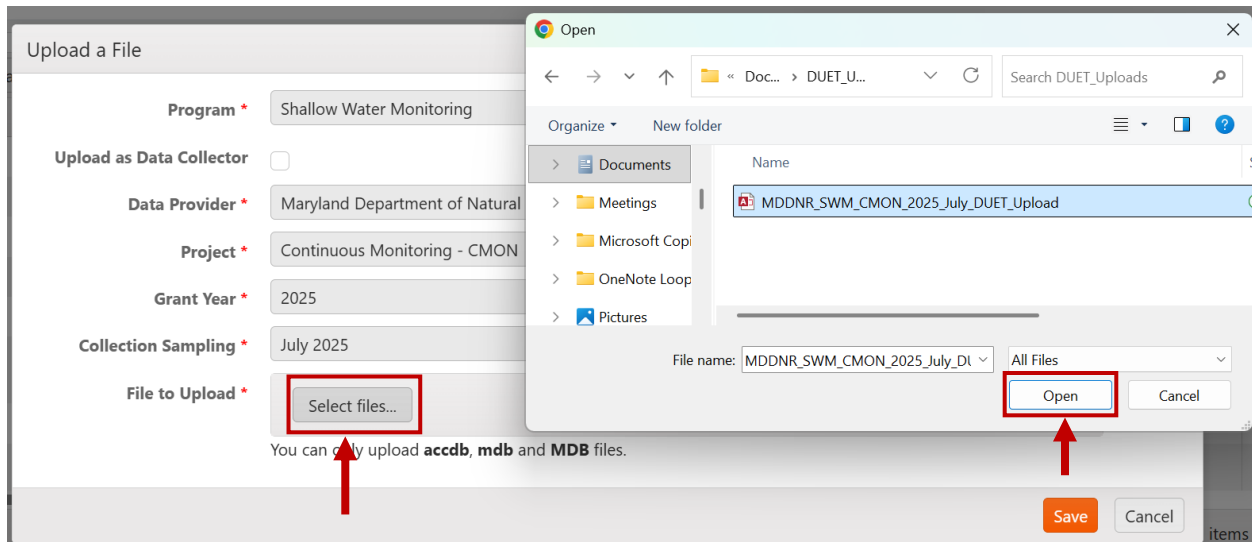 Upload a File
Program *
Shallow Water Monitoring
Upload as Data Collector
Data Provider *
Maryland Department of Natural
Project *
Continuous Monitoring - CMON
Grant Year *
2025
Collection Sampling *
July 2025
File to Upload *
Select files...
You can only upload accdb, mdb and MDB files.
Save
Cancel
items
Open
« Doc... › DUET_U...
Search DUET_Uploads
Organize
New folder
Documents
Meetings
Microsoft Copi
OneNote Loop
Pictures
Name
MDDNR_SWM_CMON_2025_July_DUET_Upload
File name:
MDDNR_SWM_CMON_2025_July_DU
All Files
Open
Cancel